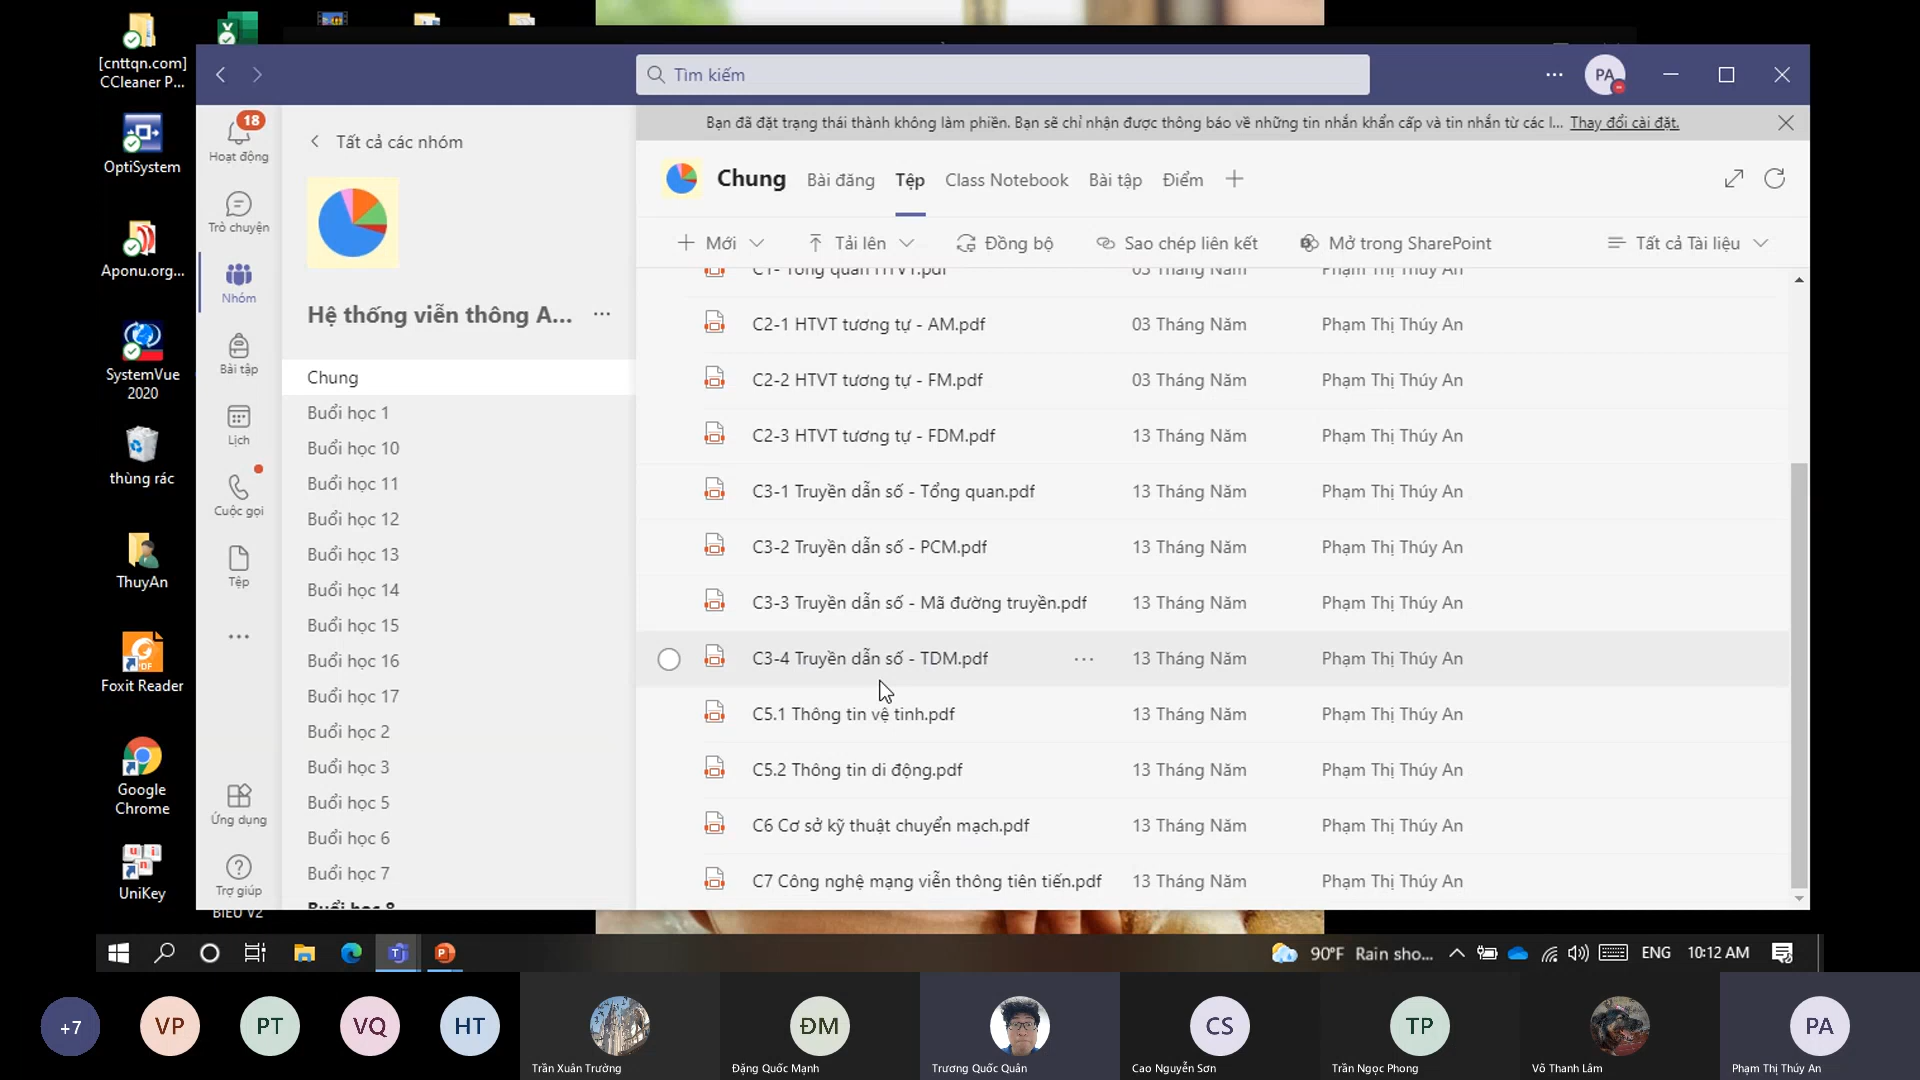 [cnttqn.com]
CCleaner P...
OptiSystem
Aponu.org...
SystemVue
2020
thùng rác
ThuyAn
Foxit Reader
Google
Chrome
UniKey
BIEU V2
Tìm kiếm
PA
18
Hoạt động
Trò chuyện
Nhóm
Bài tập
Lịch
Cuộc gọi
Tệp
Ứng dụng
Trợ giúp
Tất cả các nhóm
Hệ thống viễn thông A... ...
Chung
Buổi học 1
Buổi học 10
Buổi học 11
Buổi học 12
Buổi học 13
Buổi học 14
Buổi học 15
Buổi học 16
Buổi học 17
Buổi học 2
Buổi học 3
Buổi học 5
Buổi học 6
Buổi học 7
Buổi học 8
Bạn đã đặt trạng thái thành không làm phiền. Bạn sẽ chỉ nhận được thông báo về những tin nhắn khẩn cấp và tin nhắn từ các l... Thay đổi cài đặt.
Chung Bài đăng Tệp Class Notebook Bài tập Điểm
Mới Tải lên Đồng bộ Sao chép liên kết Mở trong SharePoint Tất cả Tài liệu
C1- Tổng quan HTVT.pdf 03 Tháng Năm Phạm Thị Thúy An
C2-1 HTVT tương tự - AM.pdf 03 Tháng Năm Phạm Thị Thúy An
C2-2 HTVT tương tự - FM.pdf 03 Tháng Năm Phạm Thị Thúy An
C2-3 HTVT tương tự - FDM.pdf 13 Tháng Năm Phạm Thị Thúy An
C3-1 Truyền dẫn số - Tổng quan.pdf 13 Tháng Năm Phạm Thị Thúy An
C3-2 Truyền dẫn số - PCM.pdf 13 Tháng Năm Phạm Thị Thúy An
C3-3 Truyền dẫn số - Mã đường truyền.pdf 13 Tháng Năm Phạm Thị Thúy An
C3-4 Truyền dẫn số - TDM.pdf 13 Tháng Năm Phạm Thị Thúy An
C5.1 Thông tin vệ tinh.pdf 13 Tháng Năm Phạm Thị Thúy An
C5.2 Thông tin di động.pdf 13 Tháng Năm Phạm Thị Thúy An
C6 Cơ sở kỹ thuật chuyển mạch.pdf 13 Tháng Năm Phạm Thị Thúy An
C7 Công nghệ mạng viễn thông tiên tiến.pdf 13 Tháng Năm Phạm Thị Thúy An
90°F Rain sho... ENG 10:12 AM
+7 VP PT VQ HT ĐM CS TP PA
Trần Xuân Trường Đặng Quốc Mạnh Trương Quốc Quân Cao Nguyễn Sơn Trần Ngọc Phong Võ Thanh Lâm Phạm Thị Thúy An